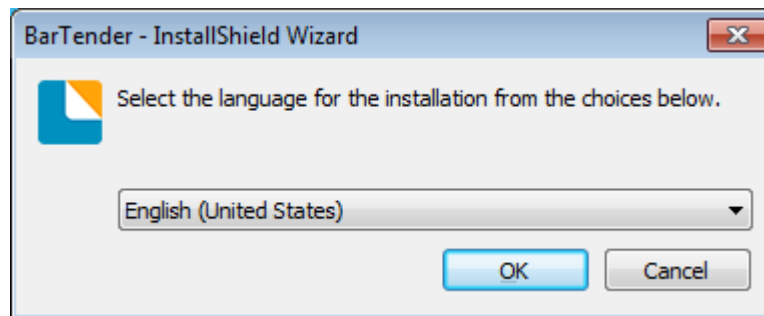 BarTender - InstallShield Wizard
Select the language for the installation from the choices below.
English (United States)
OK Cancel